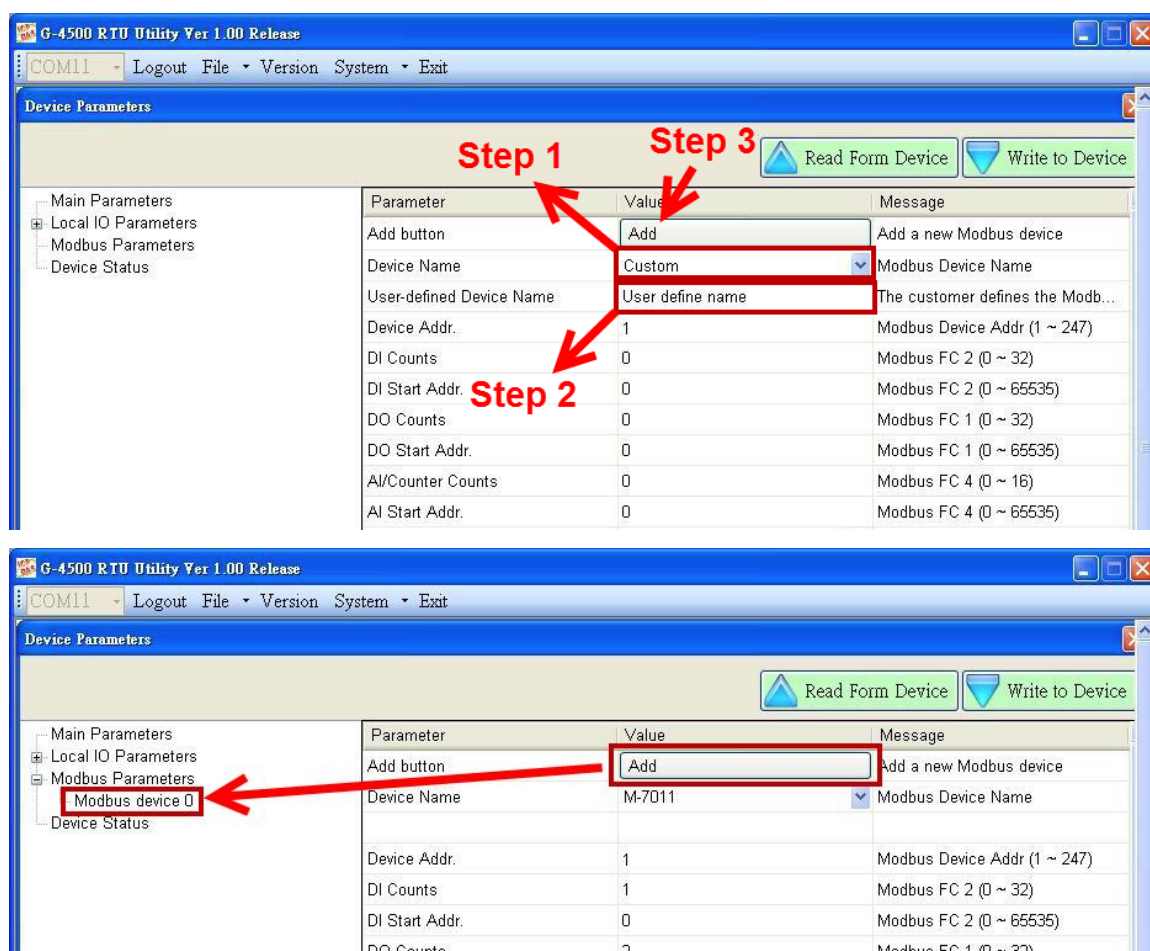 G-4500 RTU Utility Ver 1.00 Release
COM11 Logout File Version System Exit
Device Parameters
Step 1 Step 3
Read Form Device Write to Device
Main Parameters
Local IO Parameters
Modbus Parameters
Device Status
Parameter Value Message
Add button Add Add a new Modbus device
Device Name Custom Modbus Device Name
User-defined Device Name User define name The customer defines the Modb...
Device Addr. 1 Modbus Device Addr (1 ~ 247)
DI Counts 0 Modbus FC 2 (0 ~ 32)
DI Start Addr. 0 Modbus FC 2 (0 ~ 65535)
Step 2
DO Counts 0 Modbus FC 1 (0 ~ 32)
DO Start Addr. 0 Modbus FC 1 (0 ~ 65535)
AI/Counter Counts 0 Modbus FC 4 (0 ~ 16)
AI Start Addr. 0 Modbus FC 4 (0 ~ 65535)
G-4500 RTU Utility Ver 1.00 Release
COM11 Logout File Version System Exit
Device Parameters
Read Form Device Write to Device
Main Parameters
Local IO Parameters
Modbus Parameters
Modbus device 0
Device Status
Parameter Value Message
Add button Add Add a new Modbus device
Device Name M-7011 Modbus Device Name
Device Addr. 1 Modbus Device Addr (1 ~ 247)
DI Counts 1 Modbus FC 2 (0 ~ 32)
DI Start Addr. 0 Modbus FC 2 (0 ~ 65535)
DO Counts Modbus FC 1 (0 ~ 32)